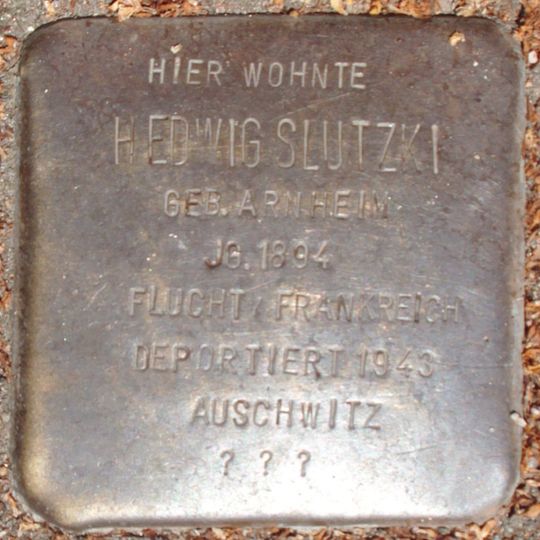 HIER WOHNTE
HEDWIG SLUTZKI
GEB. ARNHEIM
JG. 1894
FLUCHT, FRANKREICH
DEPORTIERT 1943
AUSCHWITZ
? ? ?